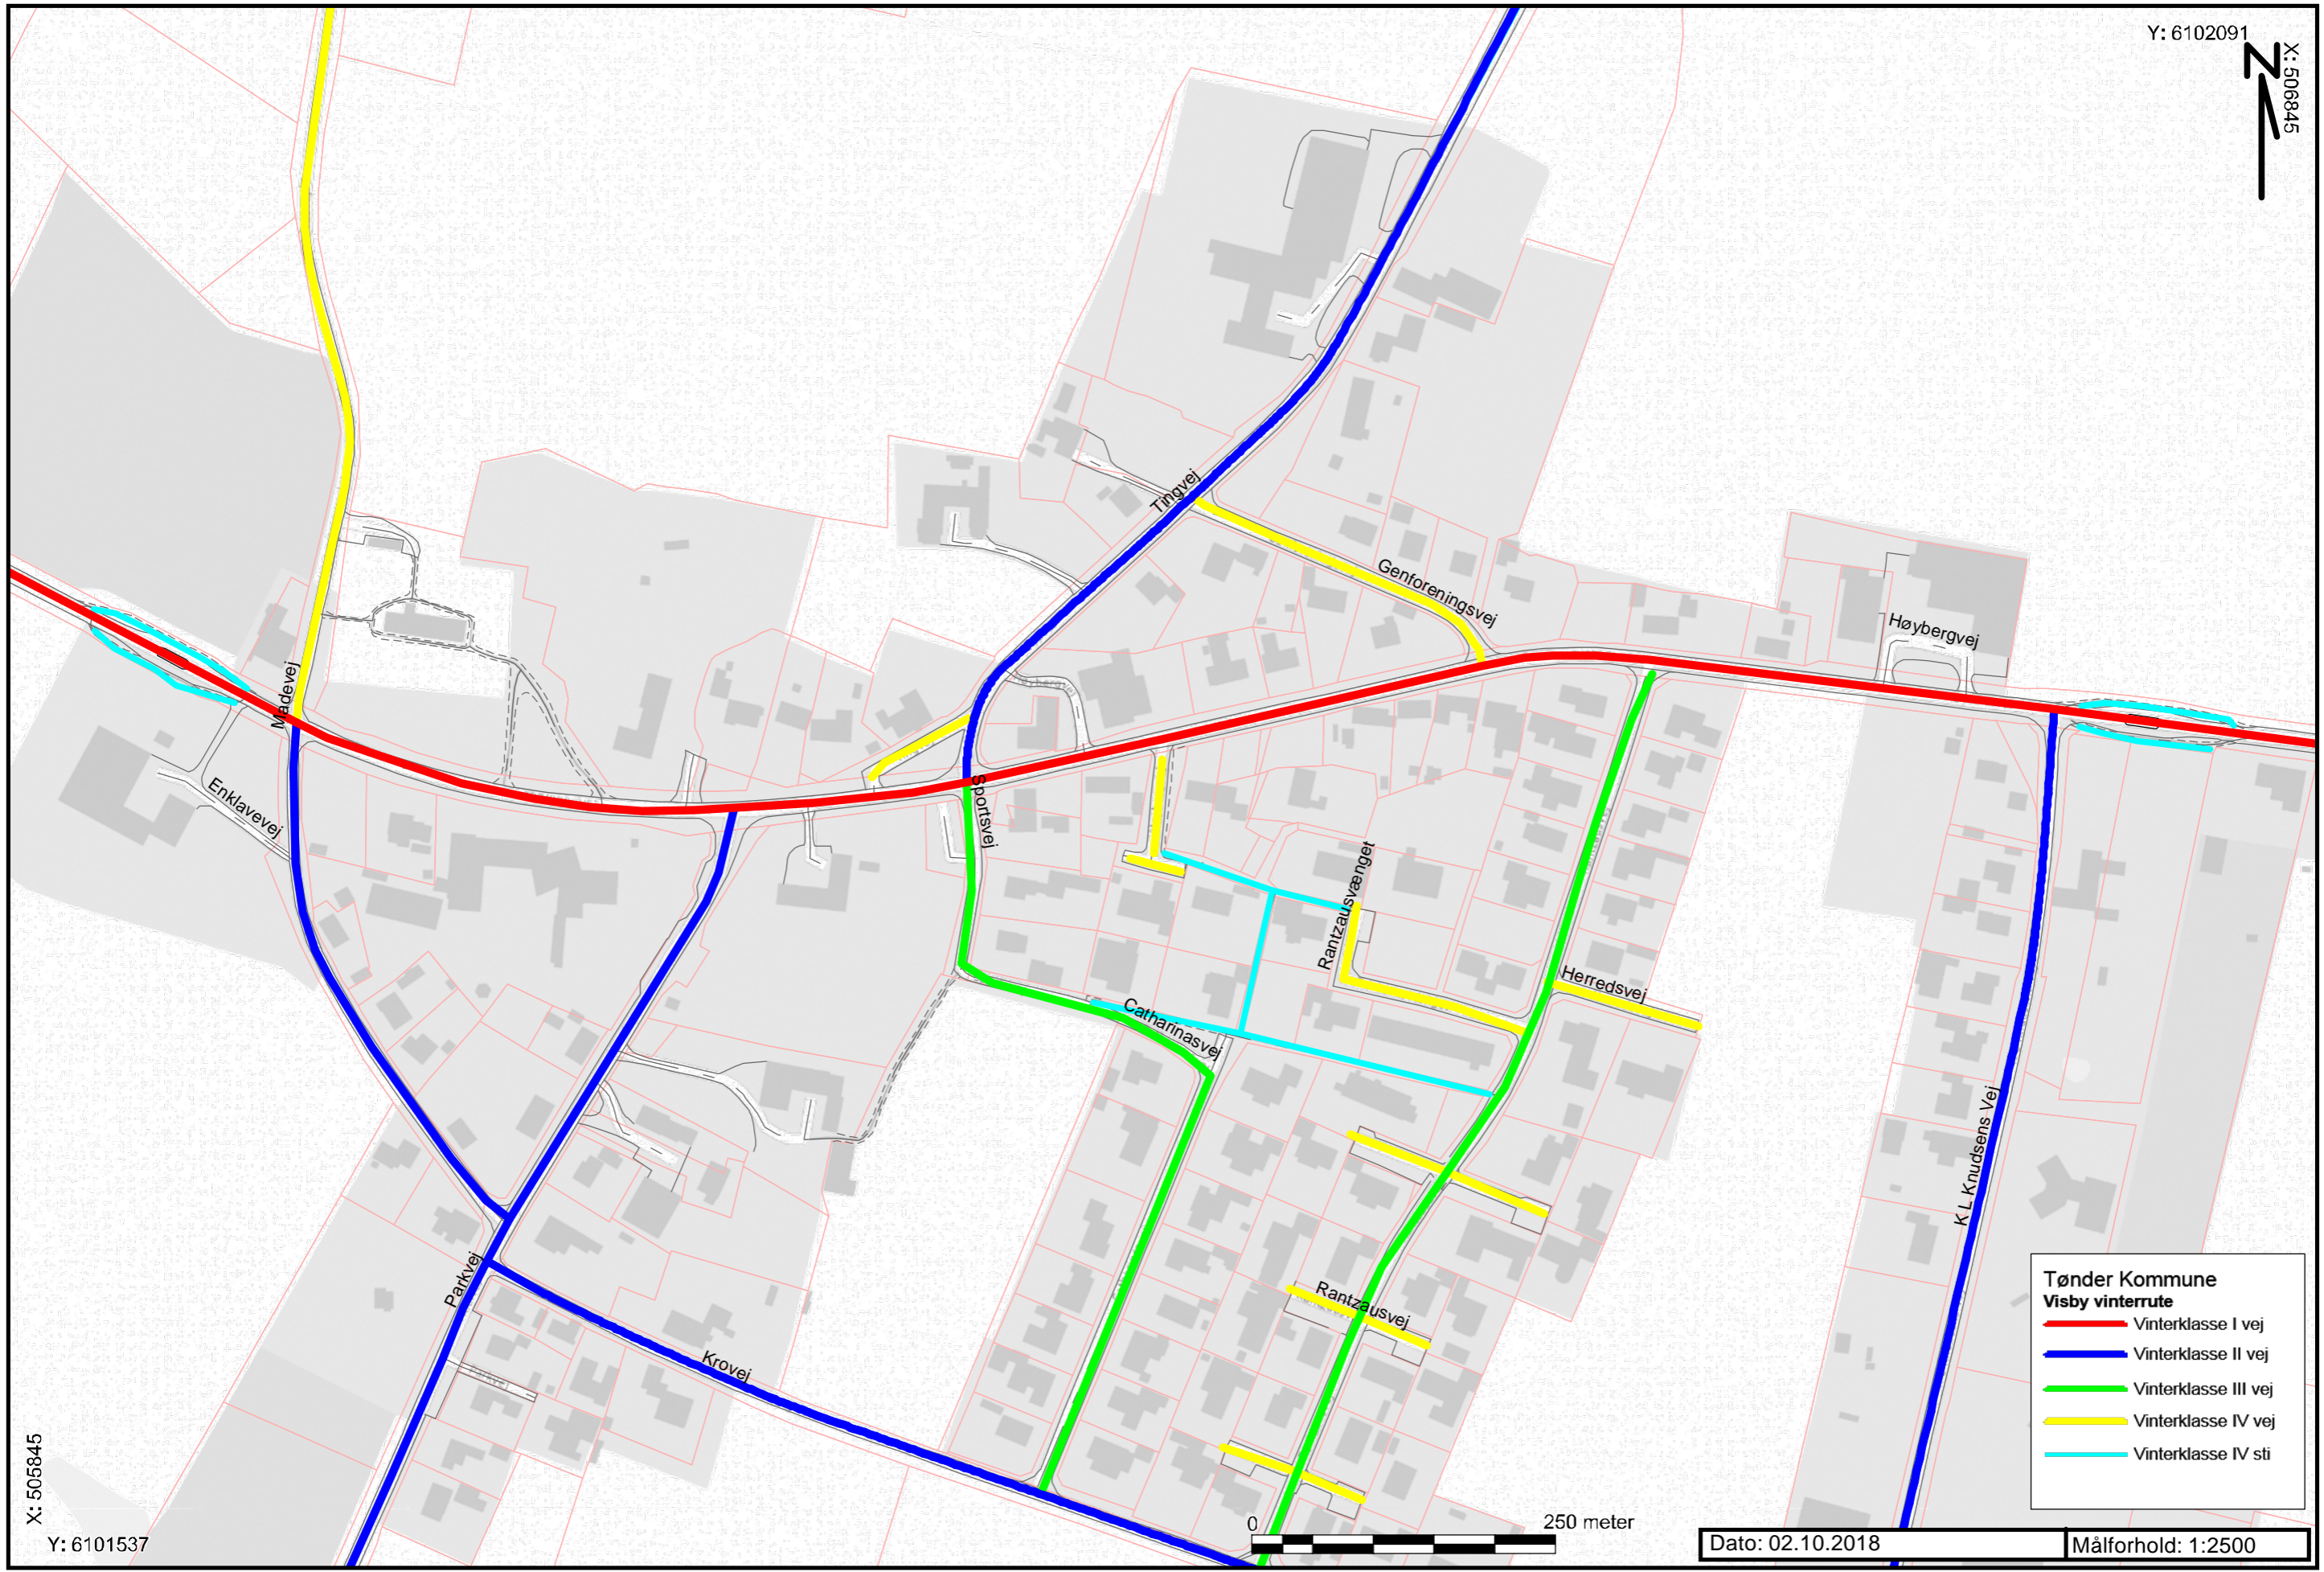 Y: 6102091
X: 506845
Tingvej
Genforeningsvej
Høybergvej
Madevej
Enklavevej
Sportsvej
Rantzausvænget
Herredsvej
Catharinasvej
K L Knudsens Vej
Parkvej
Rantzausvej
Krovej
Tønder Kommune
Visby vinterrute
Vinterklasse I vej
Vinterklasse II vej
Vinterklasse III vej
Vinterklasse IV vej
Vinterklasse IV sti
X: 505845
Y: 6101537
0 250 meter
Dato: 02.10.2018
Målforhold: 1:2500